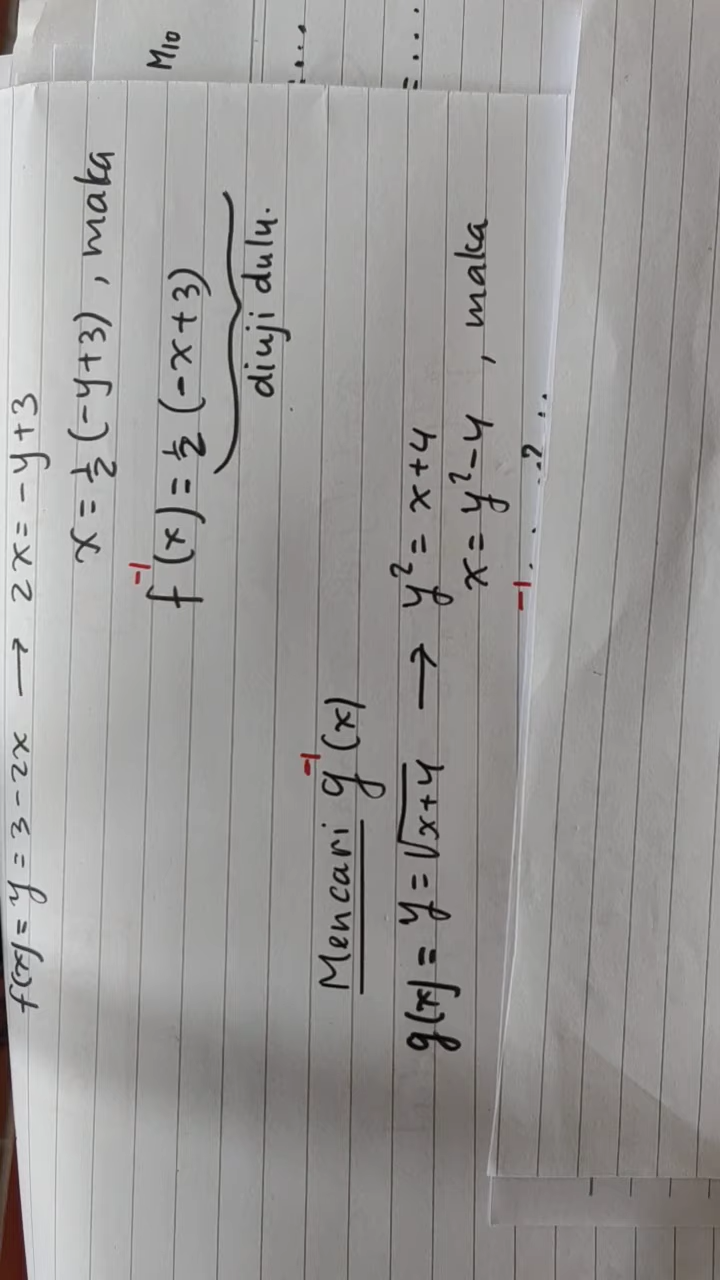 M10
f(x) = y = 3 - 2x → 2x = -y + 3
x = ½ (-y+3) , maka
f⁻¹(x) = ½ (-x+3)
diuji dulu.
Mencari g⁻¹(x)
g(x) = y = √x+4 → y² = x+4
x = y²-4 , maka
-1